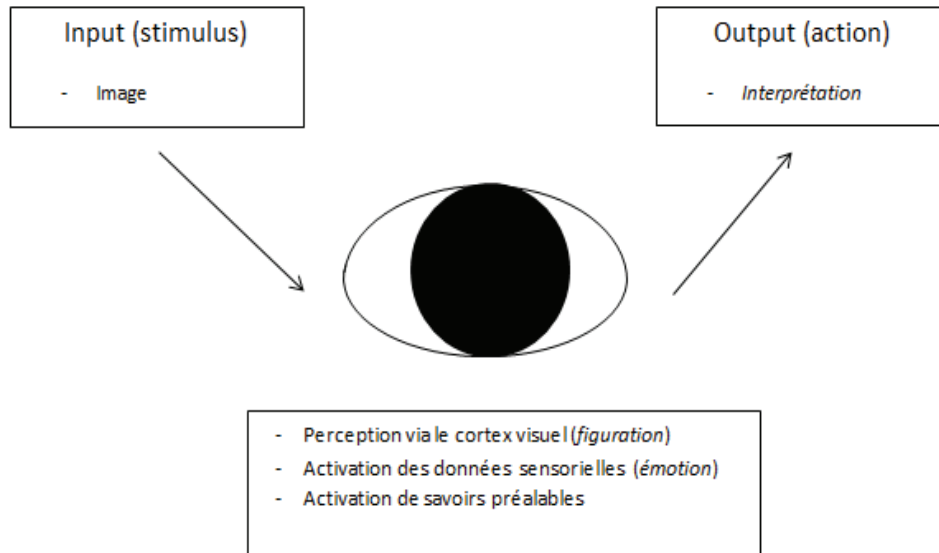 Input (stimulus)
- Image
Output (action)
- Interprétation
- Perception via le cortex visuel (figuration)
- Activation des données sensorielles (émotion)
- Activation de savoirs préalables